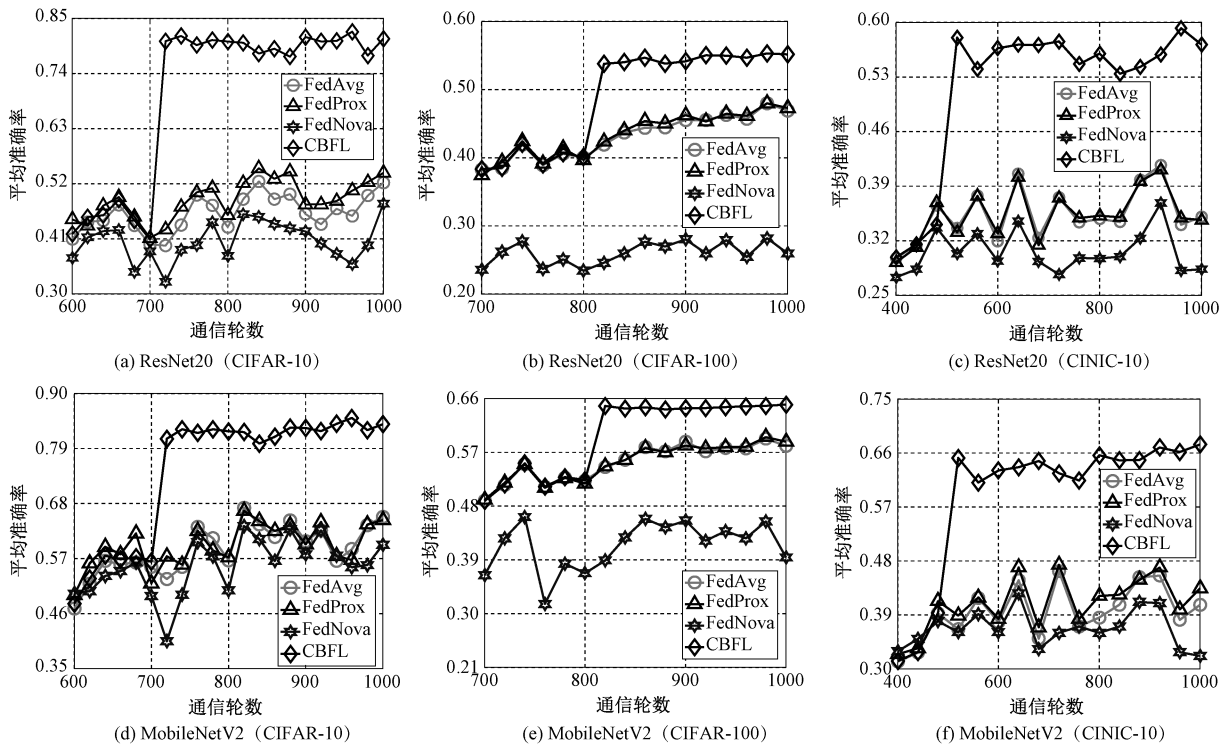 0.85
0.74
0.63
0.52
0.41
0.30
平均准确率
600
700
800
900
1000
通信轮数
FedAvg
FedProx
FedNova
CBFL
(a) ResNet20（CIFAR-10）
0.60
0.50
0.40
0.30
0.20
平均准确率
700
800
900
1000
通信轮数
FedAvg
FedProx
FedNova
CBFL
(b) ResNet20（CIFAR-100）
0.60
0.53
0.46
0.39
0.32
0.25
平均准确率
400
600
800
1000
通信轮数
FedAvg
FedProx
FedNova
CBFL
(c) ResNet20（CINIC-10）
0.90
0.79
0.68
0.57
0.46
0.35
平均准确率
600
700
800
900
1000
通信轮数
FedAvg
FedProx
FedNova
CBFL
(d) MobileNetV2（CIFAR-10）
0.66
0.57
0.48
0.39
0.30
0.21
平均准确率
700
800
900
1000
通信轮数
FedAvg
FedProx
FedNova
CBFL
(e) MobileNetV2（CIFAR-100）
0.75
0.66
0.57
0.48
0.39
0.30
平均准确率
400
600
800
1000
通信轮数
FedAvg
FedProx
FedNova
CBFL
(f) MobileNetV2（CINIC-10）